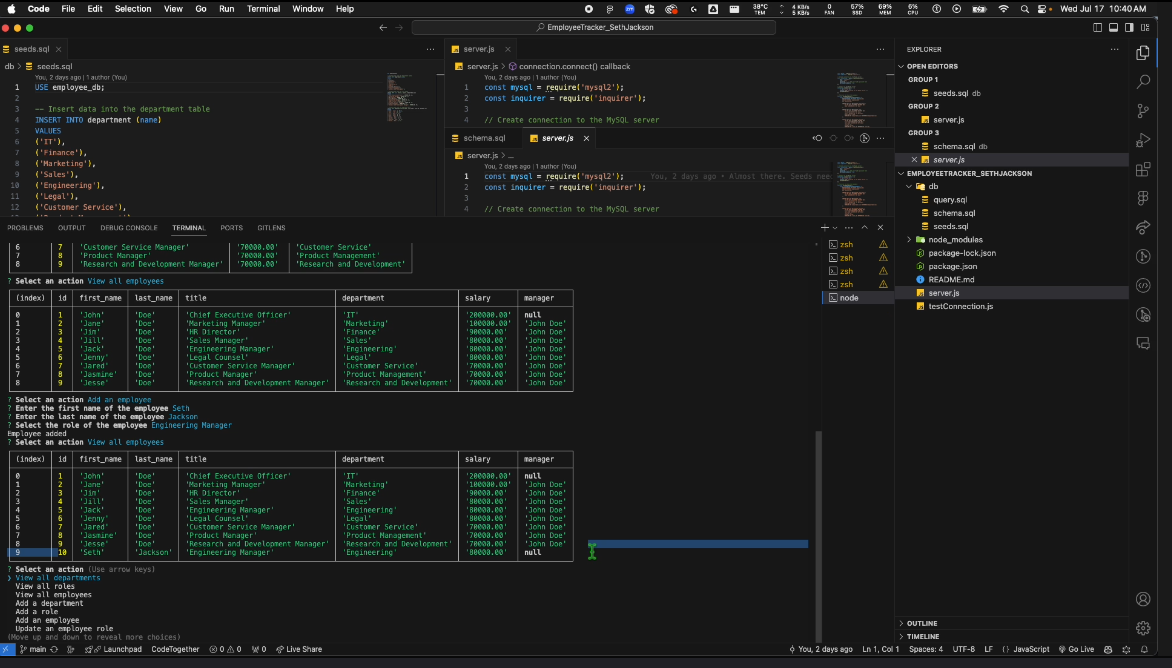 Code File Edit Selection View Go Run Terminal Window Help
38°C 4 KB/s 0 57% 69% 6% Wed Jul 17 10:40AM
TEM 5 KB/s FAN SSD MEM CPU
EmployeeTracker_SethJackson
seeds.sql
db > seeds.sql
You, 2 days ago | 1 author (You)
1 USE employee_db;
2
3 -- Insert data into the department table
4 INSERT INTO department (name)
5 VALUES
6 ('IT'),
7 ('Finance'),
8 ('Marketing'),
9 ('Sales'),
10 ('Engineering'),
11 ('Legal'),
12 ('Customer Service'),
server.js
server.js > connection.connect() callback
You, 2 days ago | 1 author (You)
1 const mysql = require('mysql2');
2 const inquirer = require('inquirer');
3
4 // Create connection to the MySQL server
schema.sql server.js
server.js > ...
You, 2 days ago | 1 author (You)
1 const mysql = require('mysql2'); You, 2 days ago • Almost there. Seeds nee
2 const inquirer = require('inquirer');
3
4 // Create connection to the MySQL server
PROBLEMS OUTPUT DEBUG CONSOLE TERMINAL PORTS GITLENS
6 7 'Customer Service Manager' '70000.00' 'Customer Service'
7 8 'Product Manager' '70000.00' 'Product Management'
8 9 'Research and Development Manager' '70000.00' 'Research and Development'
? Select an action View all employees
(index) id first_name last_name title department salary manager
0 1 'John' 'Doe' 'Chief Executive Officer' 'IT' '200000.00' null
1 2 'Jane' 'Doe' 'Marketing Manager' 'Marketing' '100000.00' 'John Doe'
2 3 'Jim' 'Doe' 'HR Director' 'Finance' '90000.00' 'John Doe'
3 4 'Jill' 'Doe' 'Sales Manager' 'Sales' '80000.00' 'John Doe'
4 5 'Jack' 'Doe' 'Engineering Manager' 'Engineering' '80000.00' 'John Doe'
5 6 'Jenny' 'Doe' 'Legal Counsel' 'Legal' '80000.00' 'John Doe'
6 7 'Jared' 'Doe' 'Customer Service Manager' 'Customer Service' '70000.00' 'John Doe'
7 8 'Jasmine' 'Doe' 'Product Manager' 'Product Management' '70000.00' 'John Doe'
8 9 'Jesse' 'Doe' 'Research and Development Manager' 'Research and Development' '70000.00' 'John Doe'
? Select an action Add an employee
? Enter the first name of the employee Seth
? Enter the last name of the employee Jackson
? Select the role of the employee Engineering Manager
Employee added
? Select an action View all employees
(index) id first_name last_name title department salary manager
0 1 'John' 'Doe' 'Chief Executive Officer' 'IT' '200000.00' null
1 2 'Jane' 'Doe' 'Marketing Manager' 'Marketing' '100000.00' 'John Doe'
2 3 'Jim' 'Doe' 'HR Director' 'Finance' '90000.00' 'John Doe'
3 4 'Jill' 'Doe' 'Sales Manager' 'Sales' '80000.00' 'John Doe'
4 5 'Jack' 'Doe' 'Engineering Manager' 'Engineering' '80000.00' 'John Doe'
5 6 'Jenny' 'Doe' 'Legal Counsel' 'Legal' '80000.00' 'John Doe'
6 7 'Jared' 'Doe' 'Customer Service Manager' 'Customer Service' '70000.00' 'John Doe'
7 8 'Jasmine' 'Doe' 'Product Manager' 'Product Management' '70000.00' 'John Doe'
8 9 'Jesse' 'Doe' 'Research and Development Manager' 'Research and Development' '70000.00' 'John Doe'
9 10 'Seth' 'Jackson' 'Engineering Manager' 'Engineering' '80000.00' null
? Select an action (Use arrow keys)
❯ View all departments
View all roles
View all employees
Add a department
Add a role
Add an employee
Update an employee role
(Move up and down to reveal more choices)
zsh
zsh
zsh
zsh
node
EXPLORER
OPEN EDITORS
GROUP 1
seeds.sql db
GROUP 2
server.js
GROUP 3
schema.sql db
server.js
EMPLOYEETRACKER_SETHJACKSON
db
query.sql
schema.sql
seeds.sql
node_modules
package-lock.json
package.json
README.md
server.js
testConnection.js
OUTLINE
TIMELINE
main Launchpad CodeTogether 0 0 0 Live Share You, 2 days ago Ln 1, Col 1 Spaces: 4 UTF-8 LF {} JavaScript Go Live